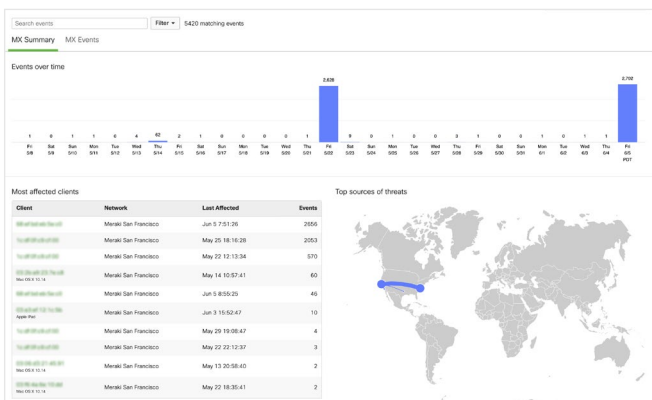 Search events Filter 5420 matching events
MX Summary MX Events
Events over time
2,628 2,702
1 0 1 1 0 4 62 2 1 0 0 0 0 1 9 0 1 0 0 3 1 0 0 1 1 1
Fri Sat Sun Mon Tue Wed Thu Fri Sat Sun Mon Tue Wed Thu Fri Sat Sun Mon Tue Wed Thu Fri Sat Sun Mon Tue Wed Thu Fri
5/8 5/9 5/10 5/11 5/12 5/13 5/14 5/15 5/16 5/17 5/18 5/19 5/20 5/21 5/22 5/23 5/24 5/25 5/26 5/27 5/28 5/29 5/30 5/31 6/1 6/2 6/3 6/4 6/5
PDT
Most affected clients Top sources of threats
Client Network Last Affected Events
Meraki San Francisco Jun 5 7:51:26 2656
Meraki San Francisco May 25 18:16:28 2053
Meraki San Francisco May 22 12:13:34 570
Meraki San Francisco May 14 10:57:41 60
Mac OS X 10.14
Meraki San Francisco Jun 5 8:55:25 46
Meraki San Francisco Jun 3 15:52:47 10
Apple iPad
Meraki San Francisco May 29 19:08:47 4
Meraki San Francisco May 22 22:12:37 3
Meraki San Francisco May 13 20:58:40 2
Mac OS X 10.14
Meraki San Francisco May 22 18:35:41 2
Mac OS X 10.14